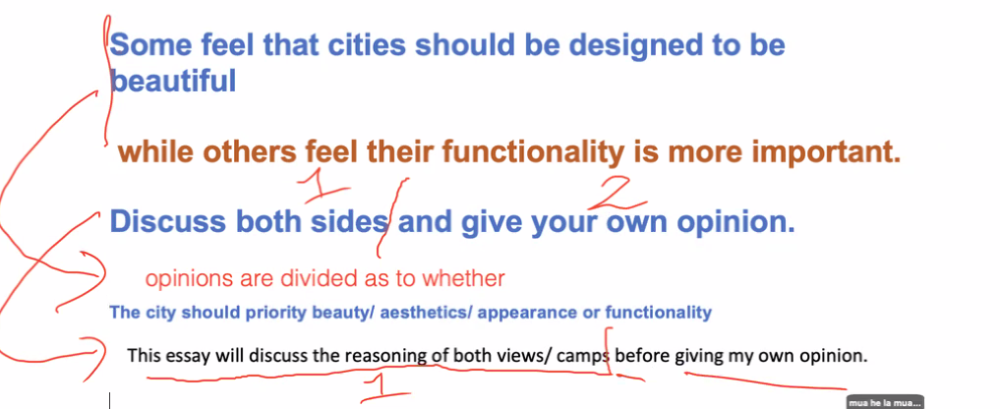 Some feel that cities should be designed to be
beautiful
while others feel their functionality is more important.
1 2
Discuss both sides and give your own opinion.
opinions are divided as to whether
The city should priority beauty/ aesthetics/ appearance or functionality
This essay will discuss the reasoning of both views/ camps before giving my own opinion.
1
mua he la mua...